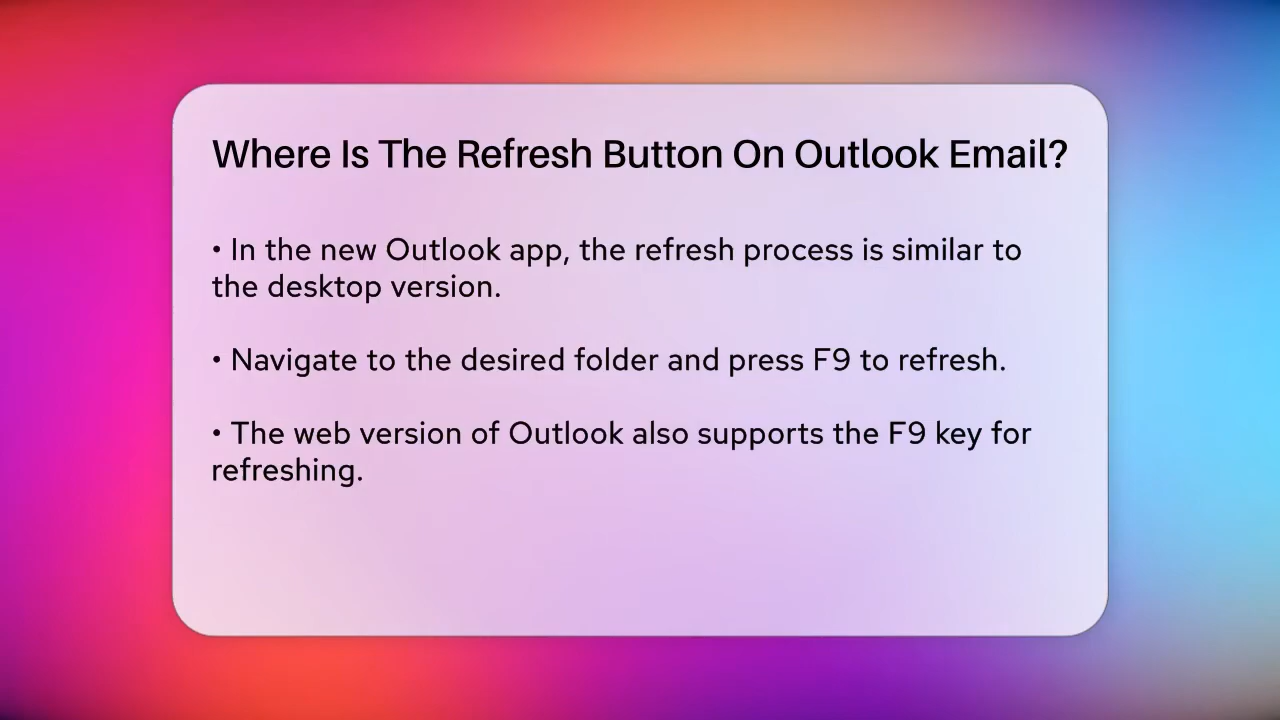 Where Is The Refresh Button On Outlook Email?
• In the new Outlook app, the refresh process is similar to
the desktop version.
• Navigate to the desired folder and press F9 to refresh.
• The web version of Outlook also supports the F9 key for
refreshing.